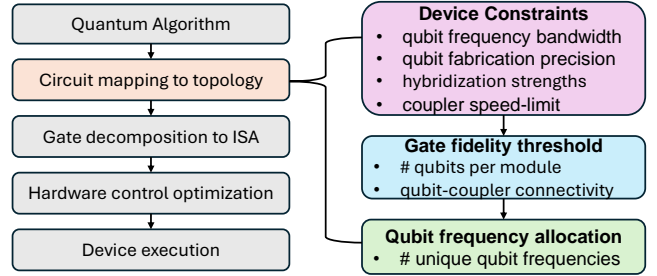 Quantum Algorithm
Circuit mapping to topology
Gate decomposition to ISA
Hardware control optimization
Device execution
Device Constraints
• qubit frequency bandwidth
• qubit fabrication precision
• hybridization strengths
• coupler speed-limit
Gate fidelity threshold
• # qubits per module
• qubit-coupler connectivity
Qubit frequency allocation
• # unique qubit frequencies